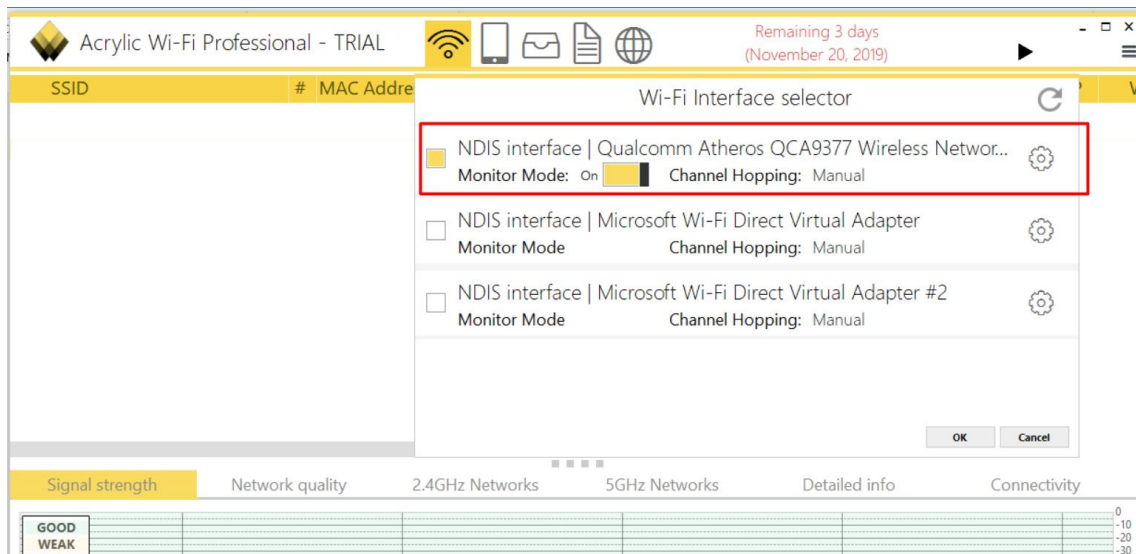 Acrylic Wi-Fi Professional - TRIAL
Remaining 3 days
(November 20, 2019)
SSID # MAC Addre
Wi-Fi Interface selector
NDIS interface | Qualcomm Atheros QCA9377 Wireless Networ...
Monitor Mode: On Channel Hopping: Manual
NDIS interface | Microsoft Wi-Fi Direct Virtual Adapter
Monitor Mode Channel Hopping: Manual
NDIS interface | Microsoft Wi-Fi Direct Virtual Adapter #2
Monitor Mode Channel Hopping: Manual
OK Cancel
Signal strength Network quality 2.4GHz Networks 5GHz Networks Detailed info Connectivity
GOOD
WEAK
0
-10
-20
-30